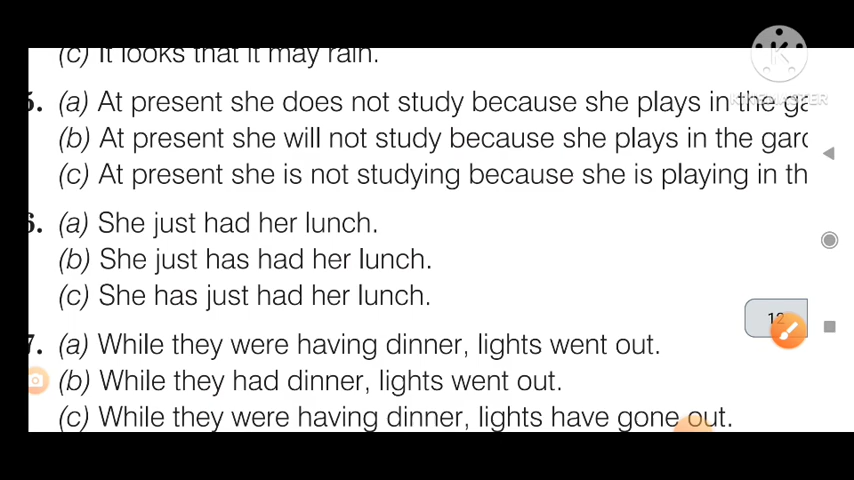 (c) It looks that it may rain.
5. (a) At present she does not study because she plays in the
(b) At present she will not study because she plays in the
(c) At present she is not studying because she is playing in
6. (a) She just had her lunch.
(b) She just has had her lunch.
(c) She has just had her lunch.
12
7. (a) While they were having dinner, lights went out.
(b) While they had dinner, lights went out.
(c) While they were having dinner, lights have gone out.
KINEMASTER